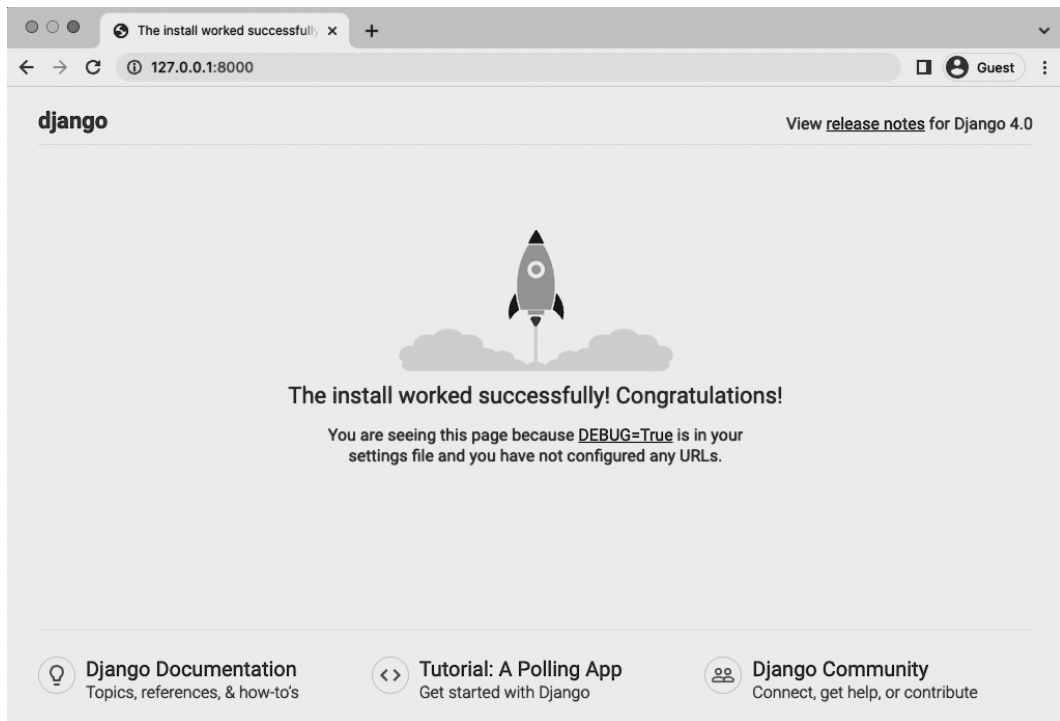 The install worked successfully
127.0.0.1:8000
Guest
django
View release notes for Django 4.0
The install worked successfully! Congratulations!
You are seeing this page because DEBUG=True is in your
settings file and you have not configured any URLs.
Django Documentation
Topics, references, & how-to's
Tutorial: A Polling App
Get started with Django
Django Community
Connect, get help, or contribute